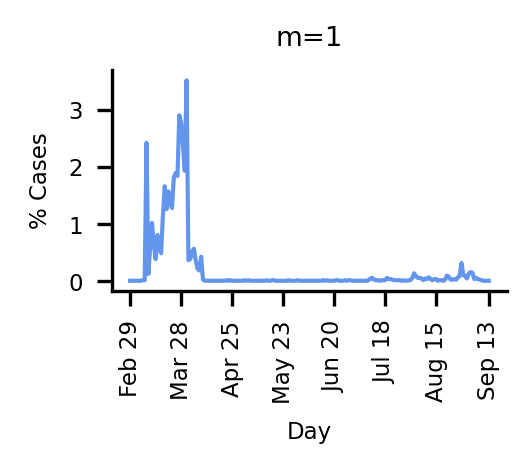 m=1
% Cases
3
2
1
0
Feb 29
Mar 28
Apr 25
May 23
Jun 20
Jul 18
Aug 15
Sep 13
Day